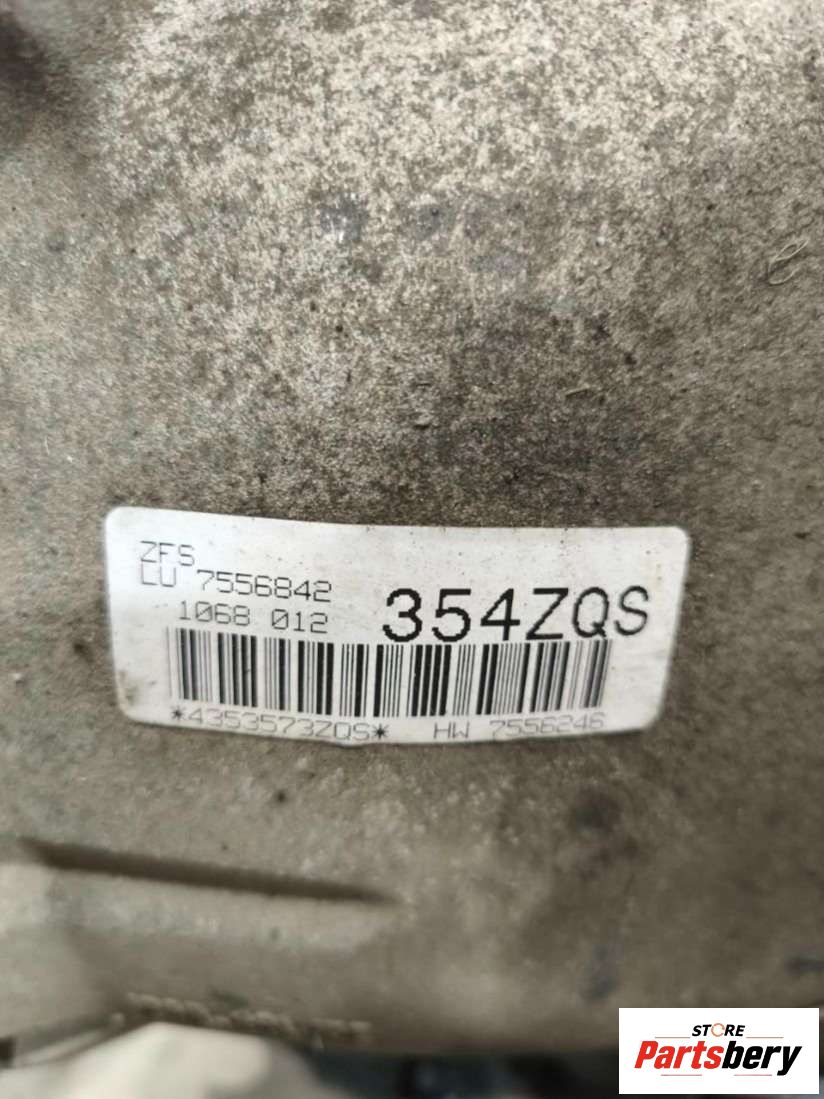 ZFS
LU 7556842
1068 012
354ZQS
*4353573ZQS* HW 7556246
STORE
Partsbery